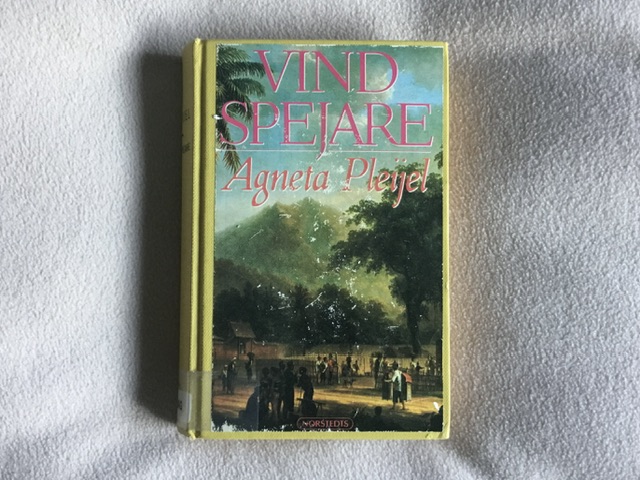 VIND
SPEJARE
Agneta Pleijel
NORSTEDTS